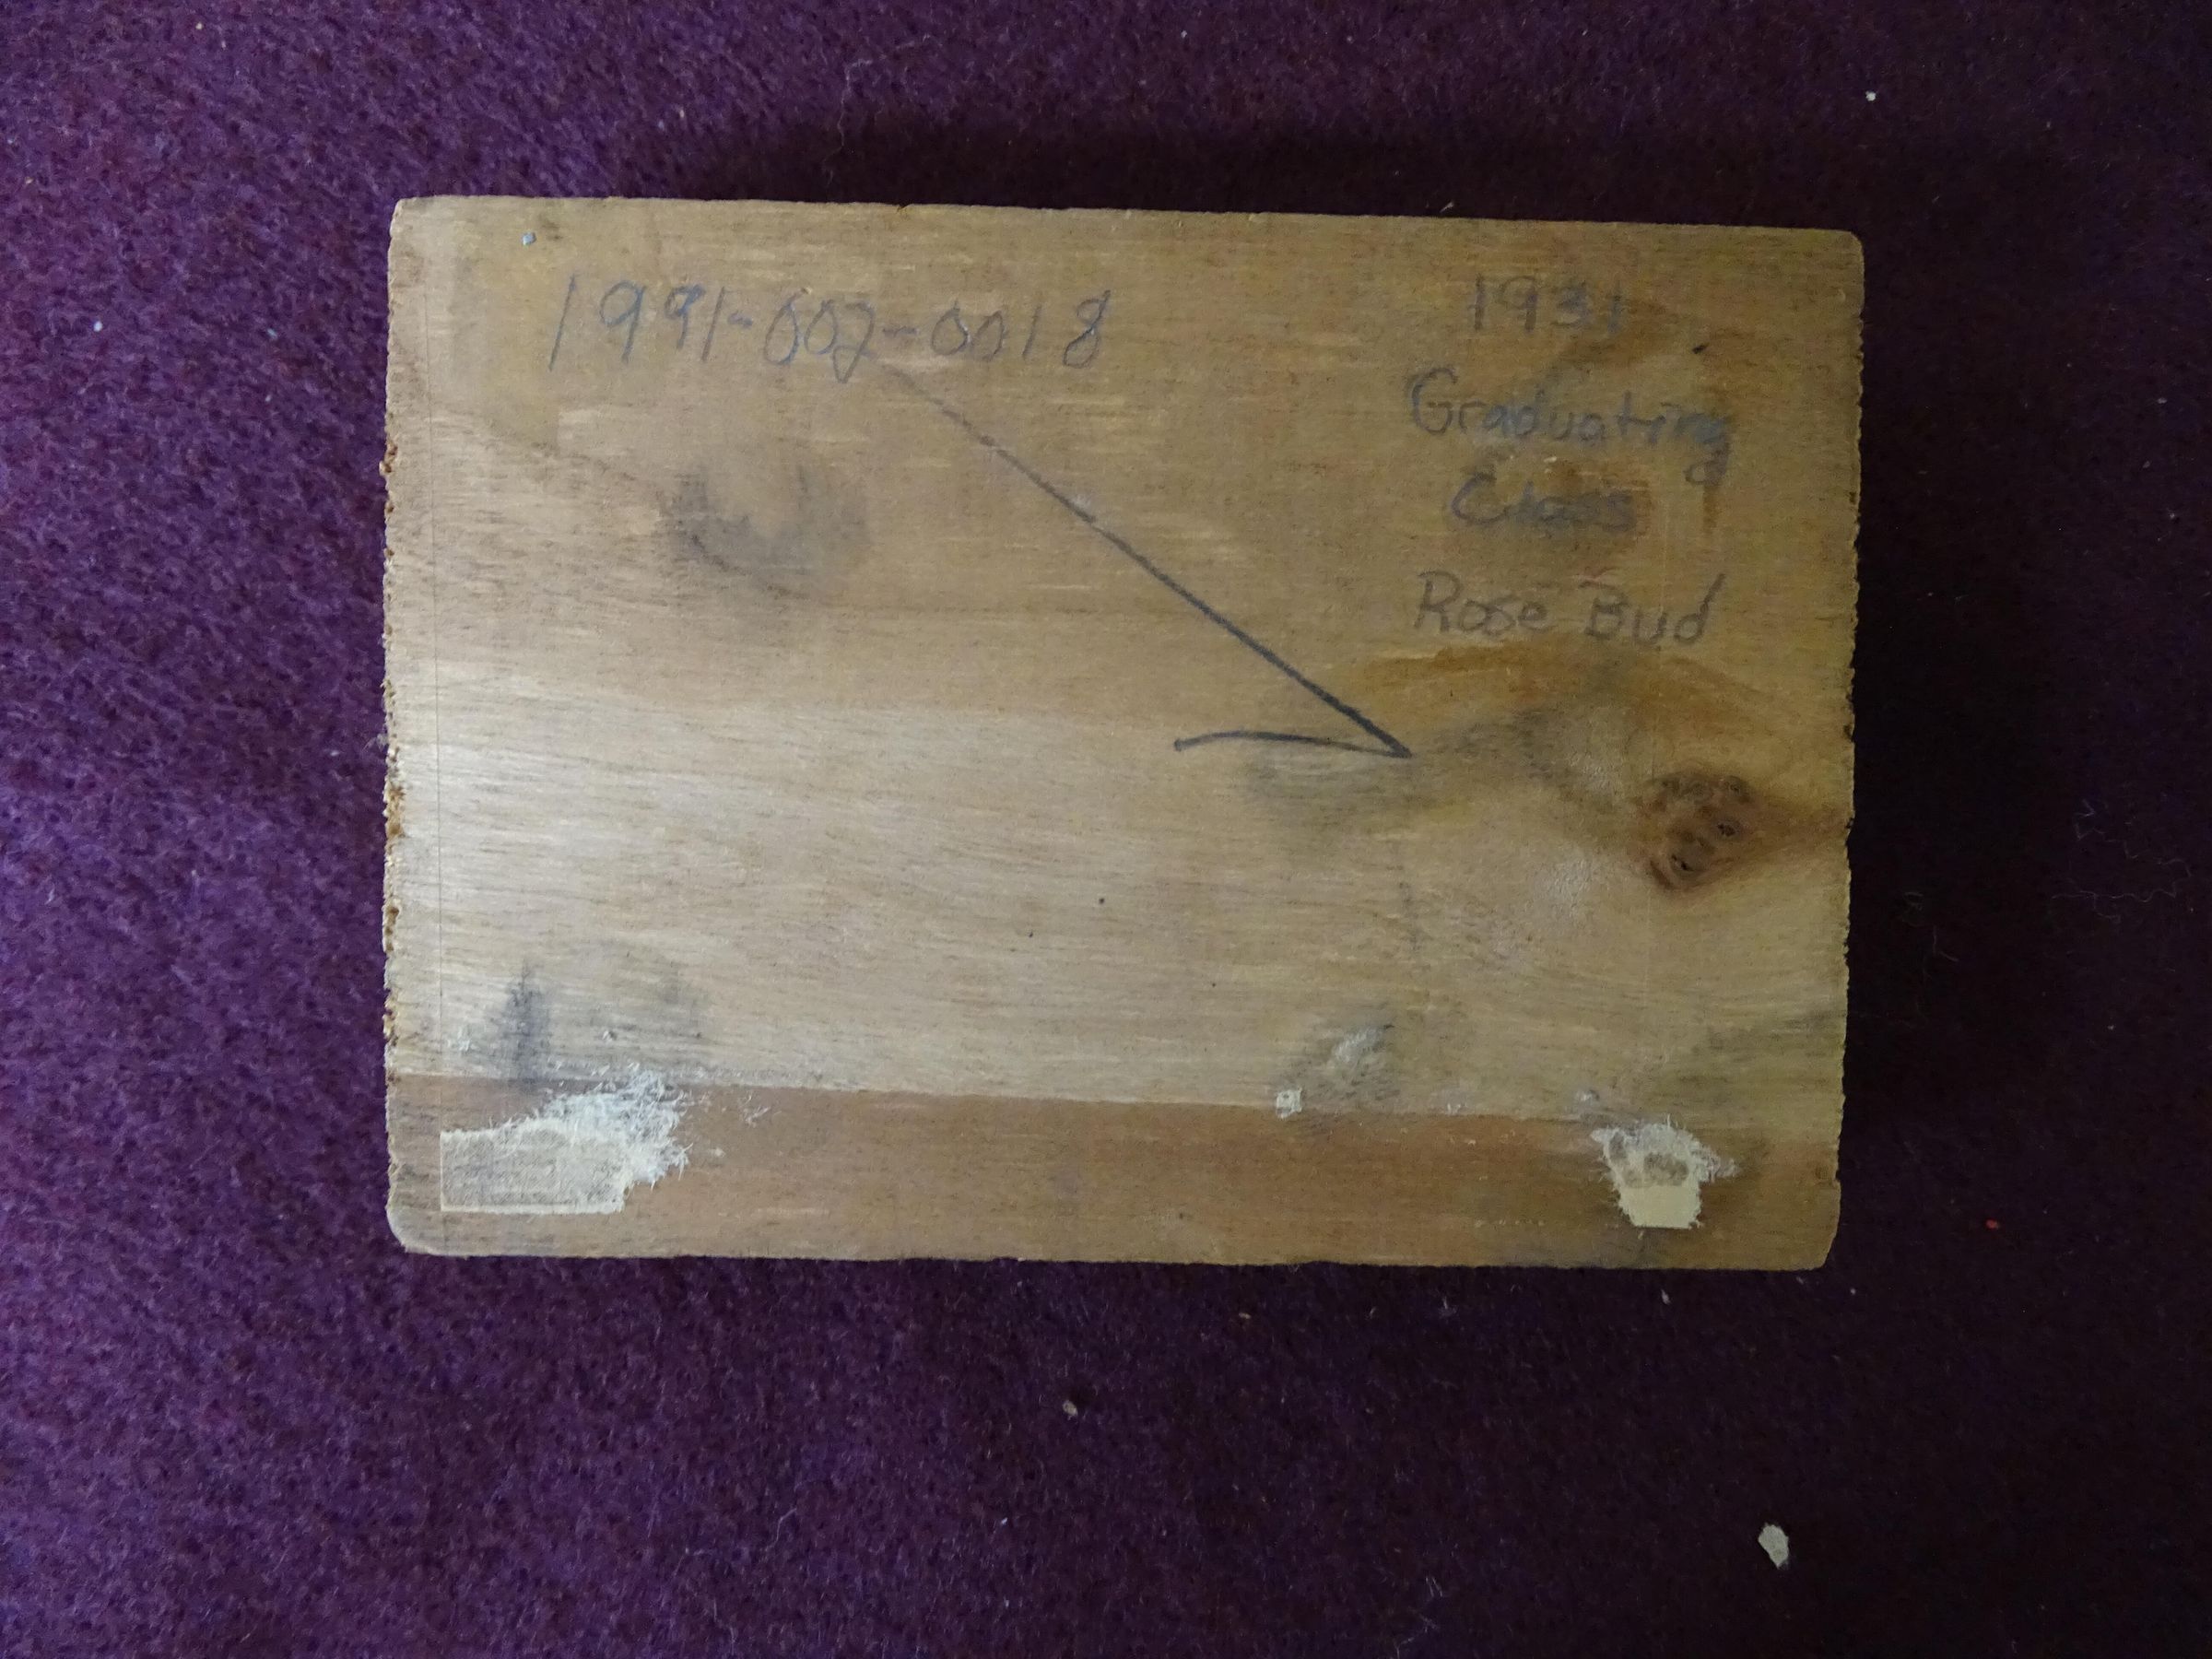 1991-002-0018
1931
Graduating
Class
Rose Bud